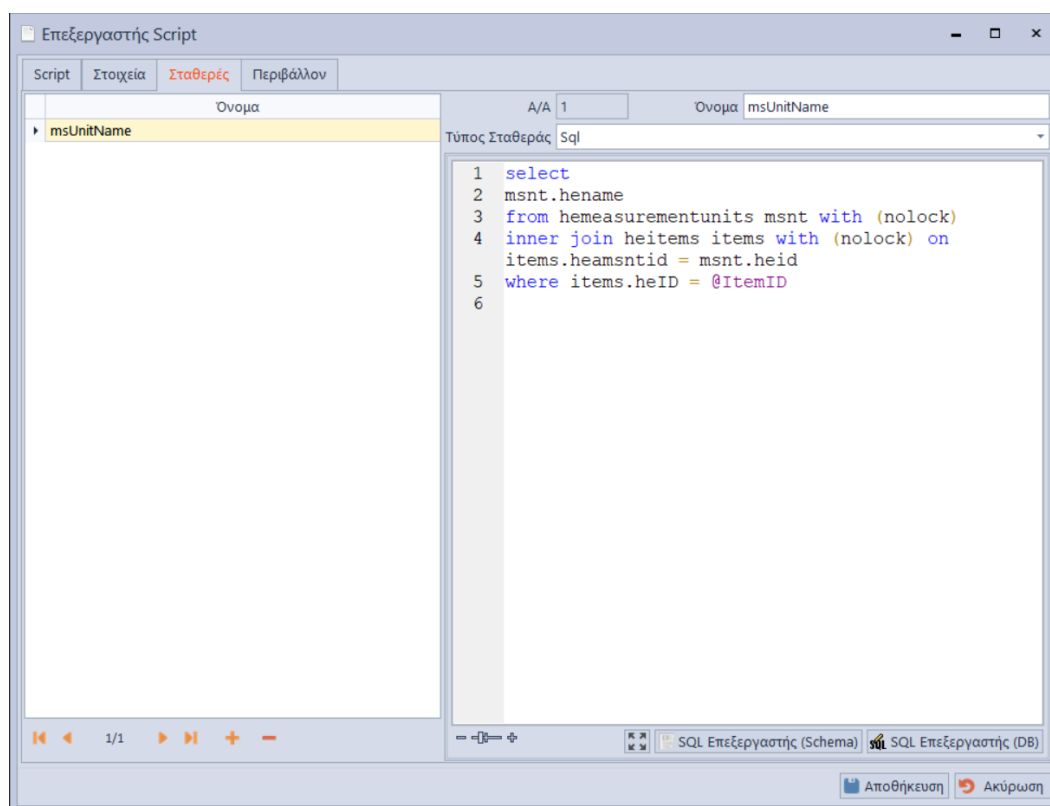 Επεξεργαστής Script
Script Στοιχεία Σταθερές Περιβάλλον
Όνομα
msUnitName
Α/Α 1 Όνομα msUnitName
Τύπος Σταθεράς Sql
1 select
2 msnt.hename
3 from hemeasurementunits msnt with (nolock)
4 inner join heitems items with (nolock) on
items.heamsntid = msnt.heid
5 where items.heID = @ItemID
6
1/1
SQL Επεξεργαστής (Schema) SQL Επεξεργαστής (DB)
Αποθήκευση Ακύρωση